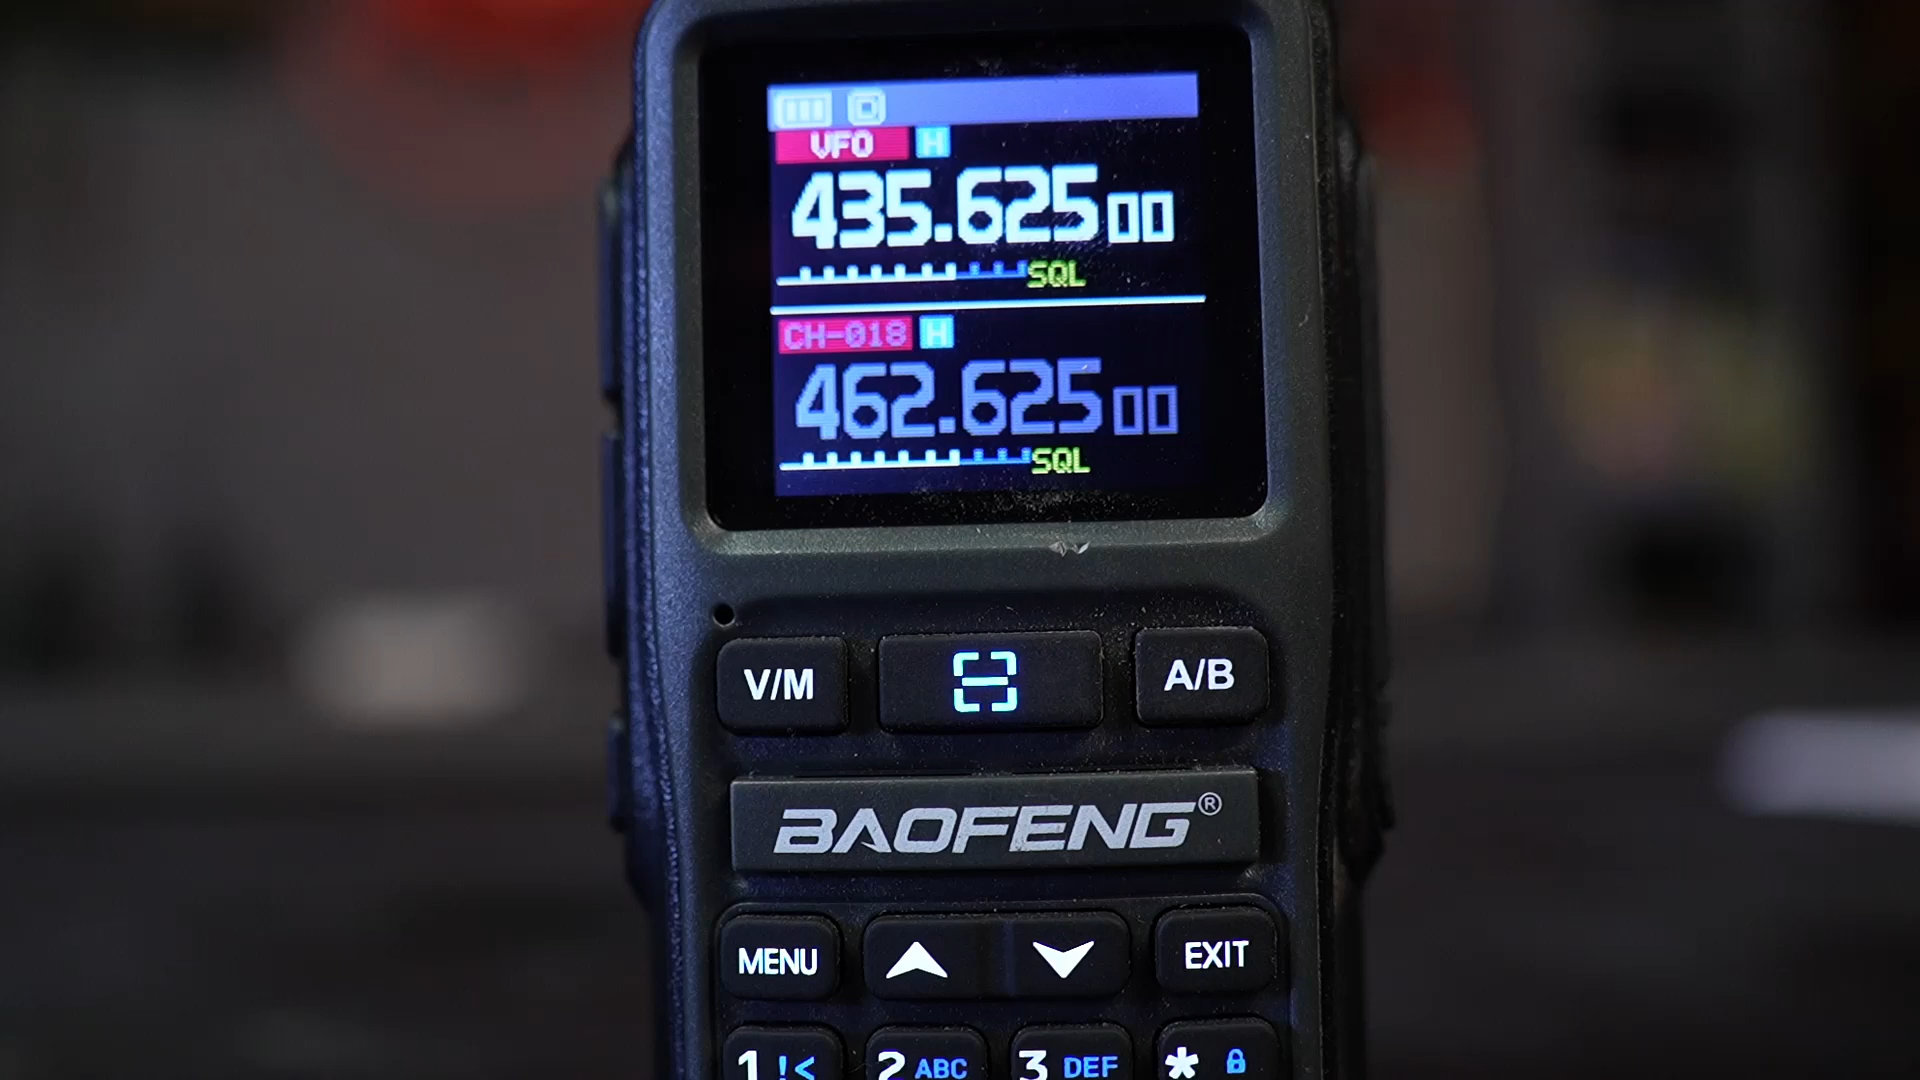 VFO H
435.62500
SQL
CH-018 H
462.62500
SQL
V/M A/B
BAOFENG®
MENU EXIT
1 !< 2 ABC 3 DEF *